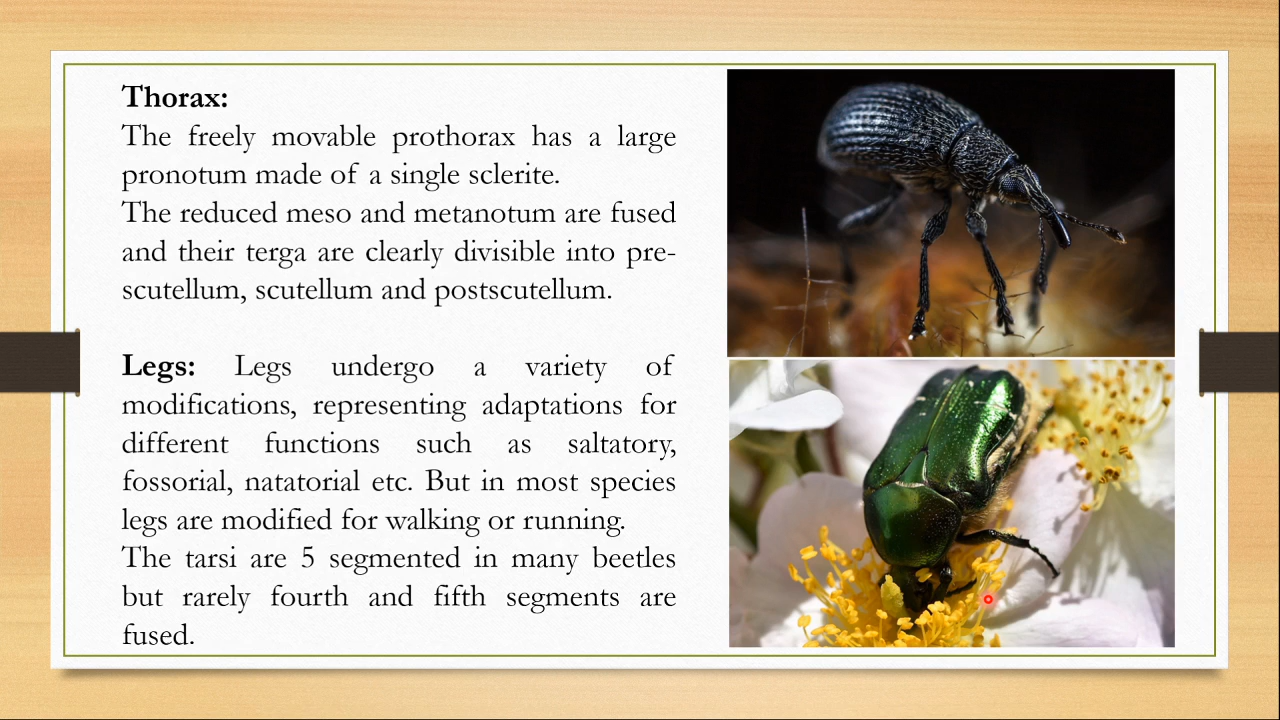 Thorax:
The freely movable prothorax has a large
pronotum made of a single sclerite.
The reduced meso and metanotum are fused
and their terga are clearly divisible into pre-
scutellum, scutellum and postscutellum.
Legs: Legs undergo a variety of
modifications, representing adaptations for
different functions such as saltatory,
fossorial, natatorial etc. But in most species
legs are modified for walking or running.
The tarsi are 5 segmented in many beetles
but rarely fourth and fifth segments are
fused.